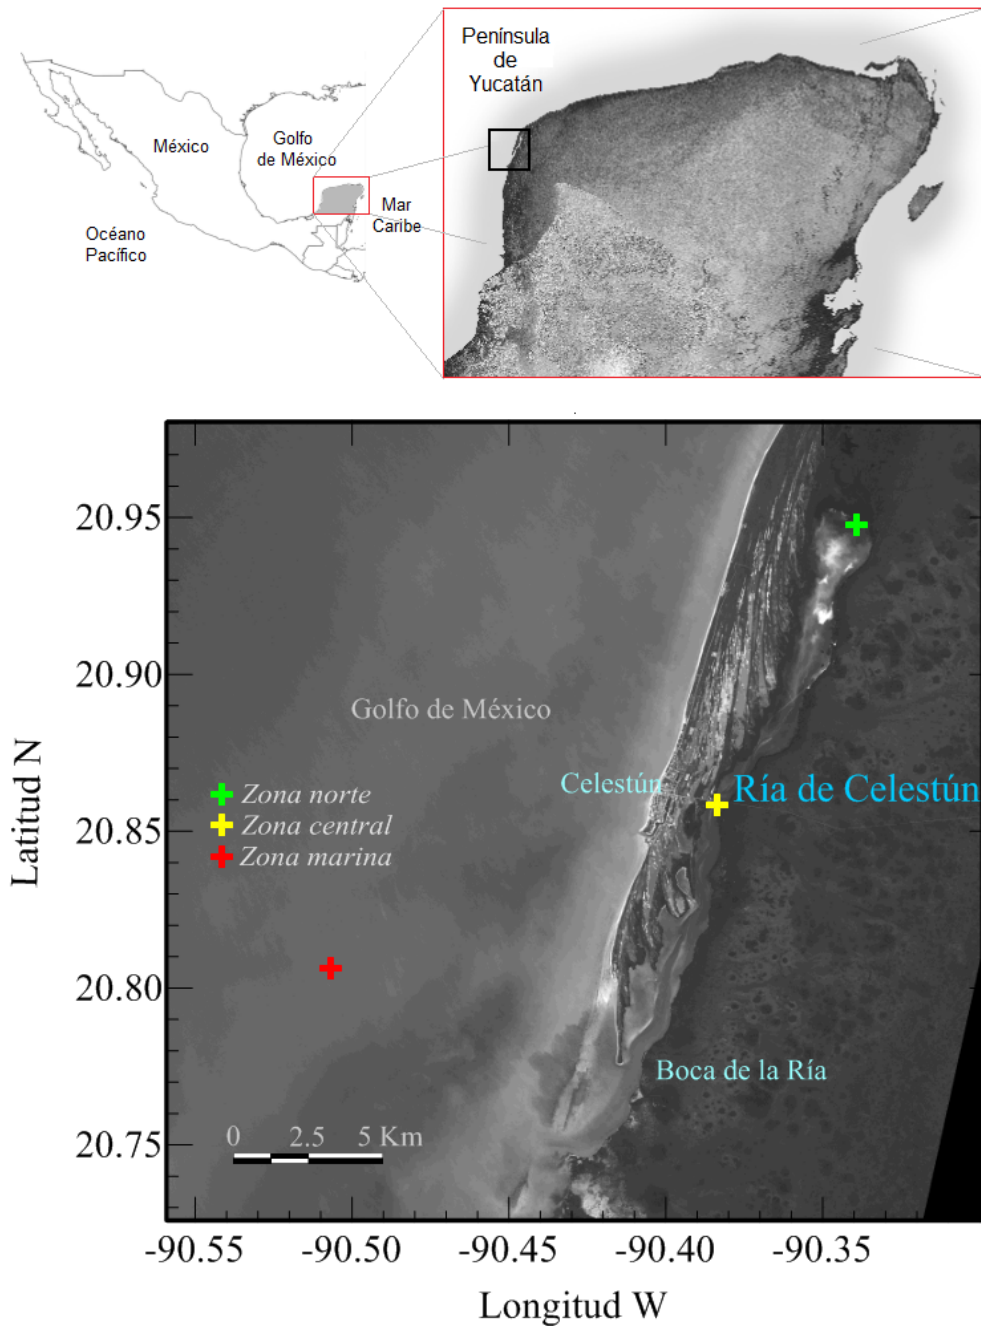 Península
de
Yucatán
México
Golfo
de México
Mar
Caribe
Océano
Pacífico
20.95
20.90
20.85
20.80
20.75
Latitud N
Golfo de México
Celestún
Ría de Celestún
Zona norte
Zona central
Zona marina
Boca de la Ría
0 2.5 5 Km
-90.55 -90.50 -90.45 -90.40 -90.35
Longitud W